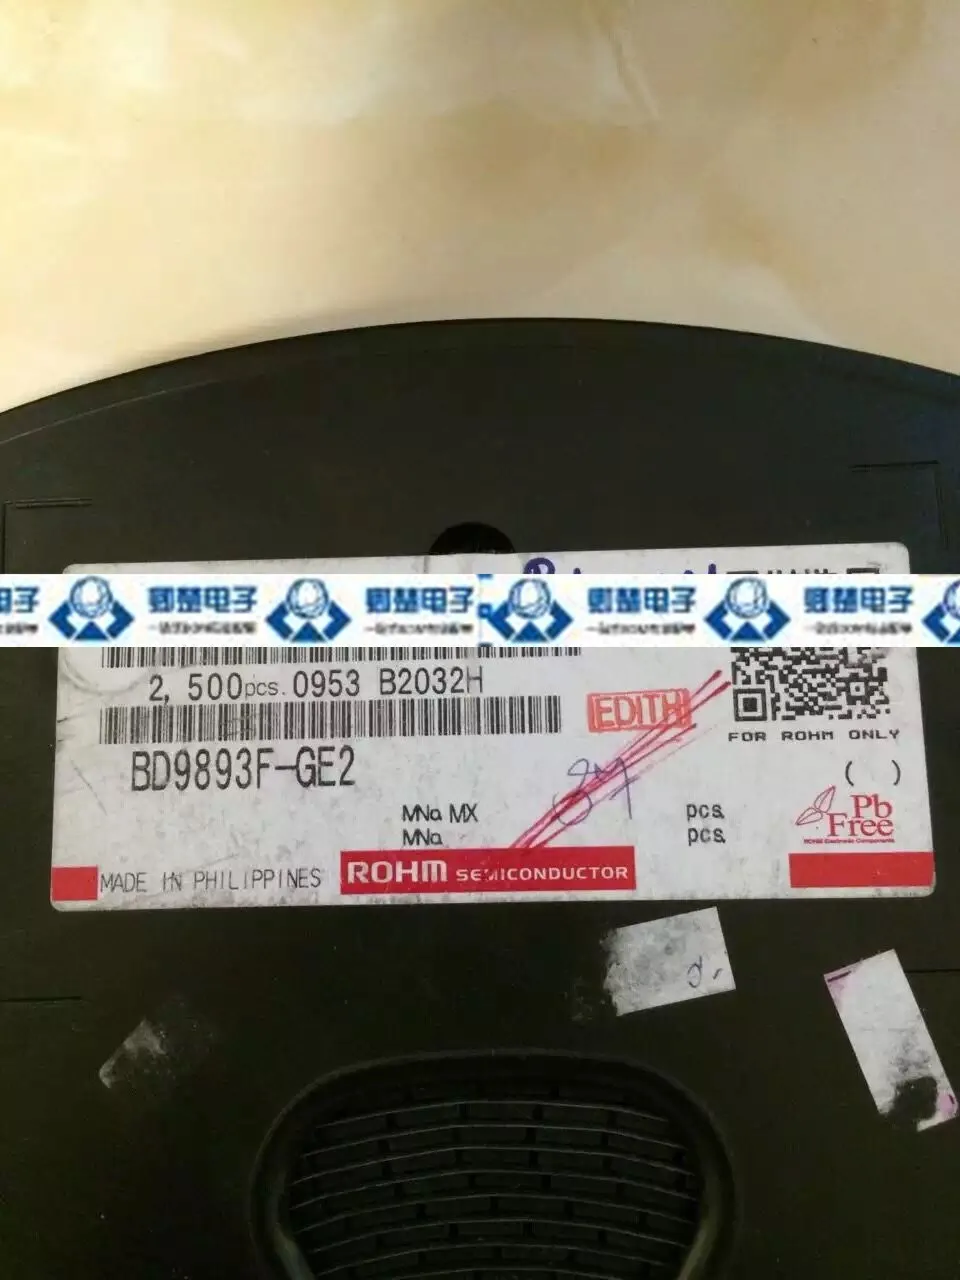 2, 500pcs. 0953 B2032H
EDITH
FOR ROHM ONLY
BD9893F-GE2
( )
MNo MX pcs.
MNo pcs.
Pb
Free
MADE IN PHILIPPINES
ROHM SEMICONDUCTOR